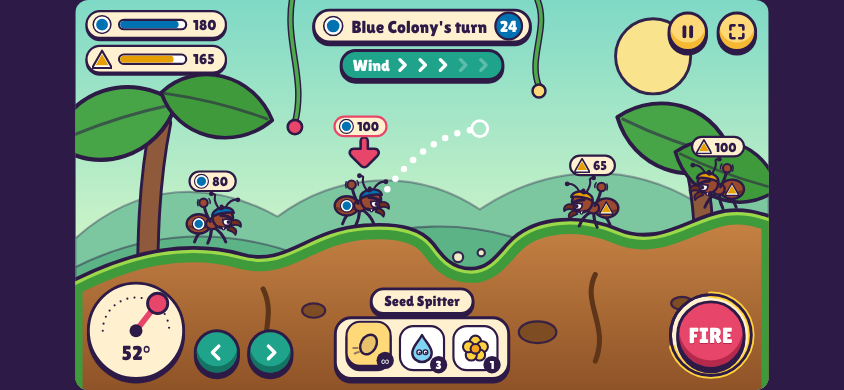 180
165
Blue Colony's turn 24
Wind
100
80
65
100
52°
Seed Spitter
∞
3
1
FIRE